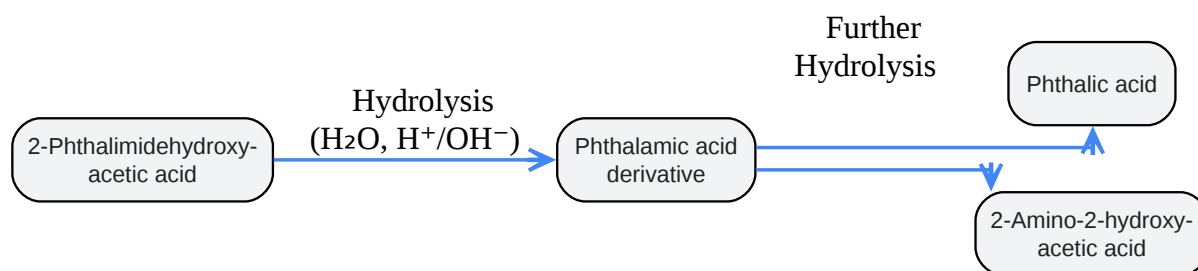 2-Phthalimidehydroxy-
acetic acid
Hydrolysis
(H₂O, H⁺/OH⁻)
Phthalamic acid
derivative
Further
Hydrolysis
Phthalic acid
2-Amino-2-hydroxy-
acetic acid